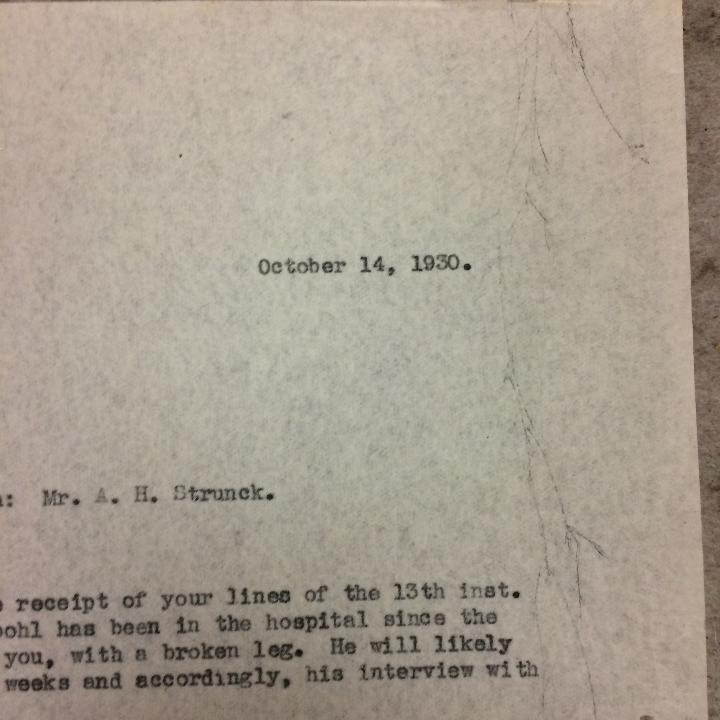 October 14, 1930.
: Mr. A. H. Strunck.
receipt of your lines of the 13th inst.
ohl has been in the hospital since the
you, with a broken leg. He will likely
weeks and accordingly, his interview with